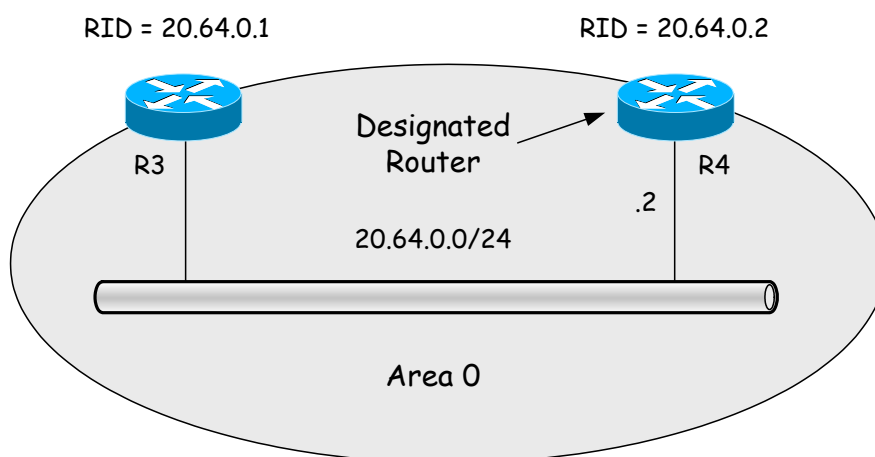 RID = 20.64.0.1
RID = 20.64.0.2
Designated
Router
R3
R4
.2
20.64.0.0/24
Area 0